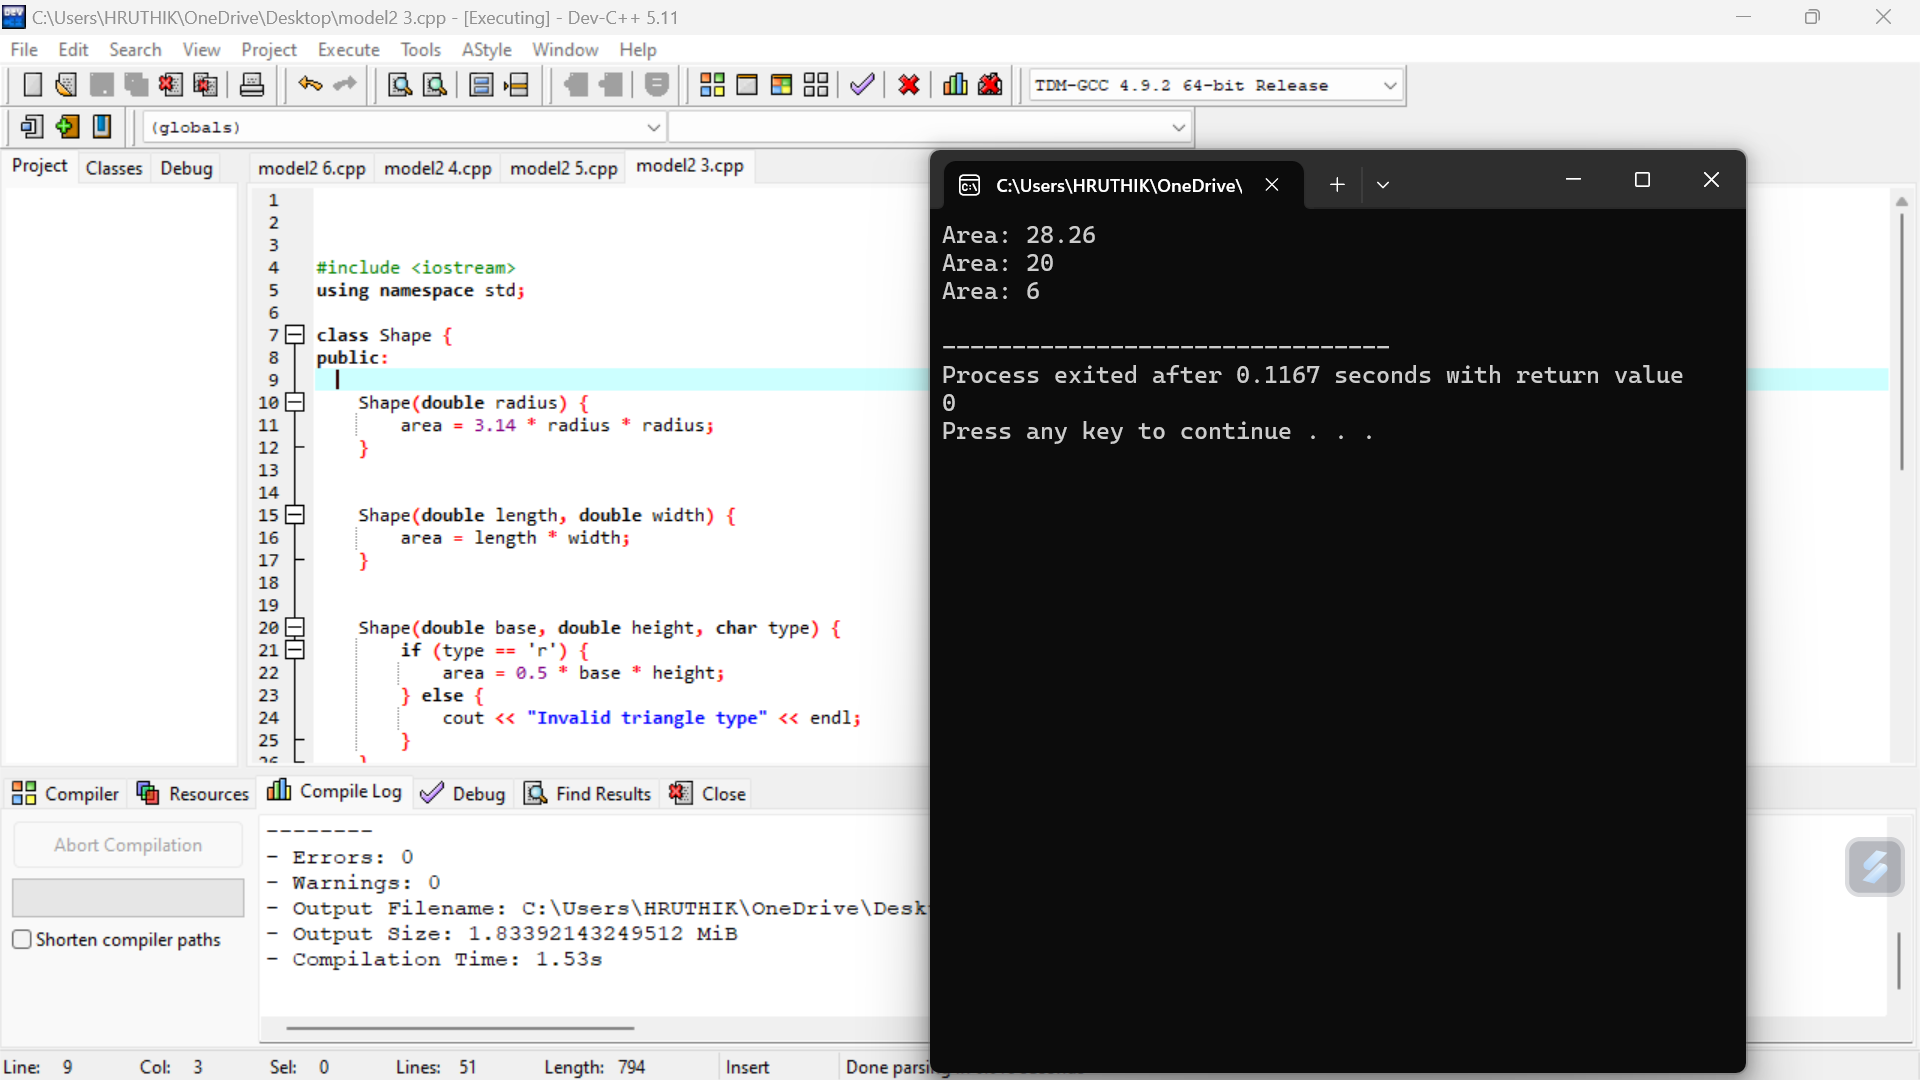 C:\Users\HRUTHIK\OneDrive\Desktop\model2 3.cpp - [Executing] - Dev-C++ 5.11
File Edit Search View Project Execute Tools AStyle Window Help
TDM-GCC 4.9.2 64-bit Release
(globals)
Project Classes Debug
model2 6.cpp model2 4.cpp model2 5.cpp model2 3.cpp
1
2
3
4 #include <iostream>
5 using namespace std;
6
7 class Shape {
8 public:
9
10 Shape(double radius) {
11 area = 3.14 * radius * radius;
12 }
13
14
15 Shape(double length, double width) {
16 area = length * width;
17 }
18
19
20 Shape(double base, double height, char type) {
21 if (type == 'r') {
22 area = 0.5 * base * height;
23 } else {
24 cout << "Invalid triangle type" << endl;
25 }
26 }
C:\Users\HRUTHIK\OneDrive\
Area: 28.26
Area: 20
Area: 6
--------------------------------
Process exited after 0.1167 seconds with return value
0
Press any key to continue . . .
Compiler Resources Compile Log Debug Find Results Close
Abort Compilation
Shorten compiler paths
--------
- Errors: 0
- Warnings: 0
- Output Filename: C:\Users\HRUTHIK\OneDrive\Desk
- Output Size: 1.83392143249512 MiB
- Compilation Time: 1.53s
Line: 9 Col: 3 Sel: 0 Lines: 51 Length: 794 Insert Done parsi